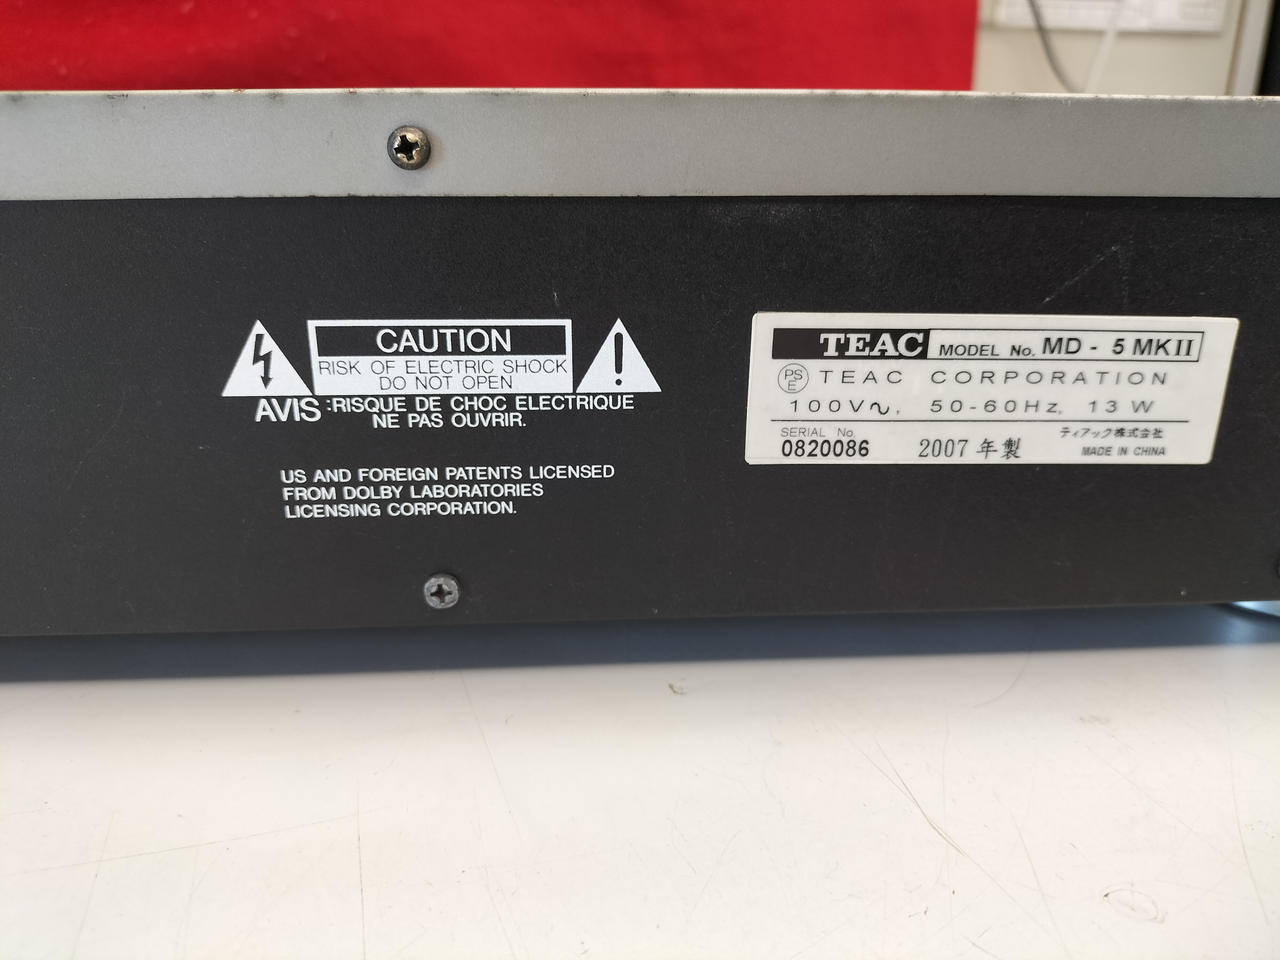 CAUTION
RISK OF ELECTRIC SHOCK
DO NOT OPEN
AVIS :RISQUE DE CHOC ELECTRIQUE
NE PAS OUVRIR.
US AND FOREIGN PATENTS LICENSED
FROM DOLBY LABORATORIES
LICENSING CORPORATION.
TEAC MODEL No. MD - 5 MKII
PSE TEAC CORPORATION
100V~, 50-60Hz, 13 W
SERIAL No.
0820086
2007 年製
ティアック株式会社
MADE IN CHINA